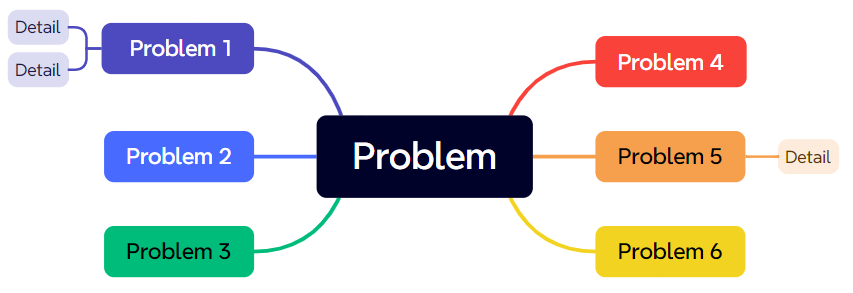 Detail
Detail
Problem 1
Problem 2
Problem 3
Problem
Problem 4
Problem 5
Detail
Problem 6